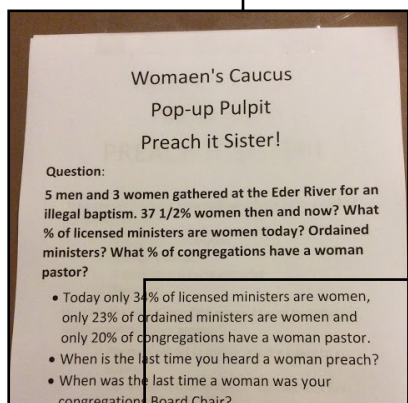 Womaen's Caucus
Pop-up Pulpit
Preach it Sister!
Question:
5 men and 3 women gathered at the Eder River for an
illegal baptism. 37 1/2% women then and now? What
% of licensed ministers are women today? Ordained
ministers? What % of congregations have a woman
pastor?
• Today only 34% of licensed ministers are women,
only 23% of ordained ministers are women and
only 20% of congregations have a woman pastor.
• When is the last time you heard a woman preach?
• When was the last time a woman was your
congregations Board Chair?